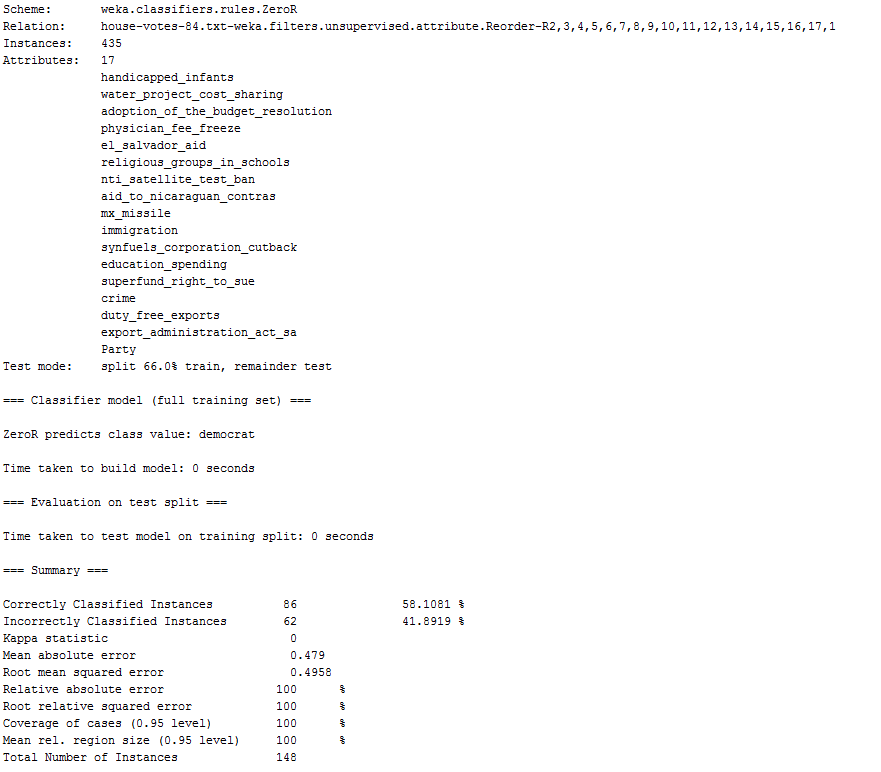 Scheme: weka.classifiers.rules.ZeroR
Relation: house-votes-84.txt-weka.filters.unsupervised.attribute.Reorder-R2,3,4,5,6,7,8,9,10,11,12,13,14,15,16,17,1
Instances: 435
Attributes: 17
handicapped_infants
water_project_cost_sharing
adoption_of_the_budget_resolution
physician_fee_freeze
el_salvador_aid
religious_groups_in_schools
nti_satellite_test_ban
aid_to_nicaraguan_contras
mx_missile
immigration
synfuels_corporation_cutback
education_spending
superfund_right_to_sue
crime
duty_free_exports
export_administration_act_sa
Party
Test mode: split 66.0% train, remainder test
=== Classifier model (full training set) ===
ZeroR predicts class value: democrat
Time taken to build model: 0 seconds
=== Evaluation on test split ===
Time taken to test model on training split: 0 seconds
=== Summary ===
Correctly Classified Instances 86 58.1081 %
Incorrectly Classified Instances 62 41.8919 %
Kappa statistic 0
Mean absolute error 0.479
Root mean squared error 0.4958
Relative absolute error 100 %
Root relative squared error 100 %
Coverage of cases (0.95 level) 100 %
Mean rel. region size (0.95 level) 100 %
Total Number of Instances 148